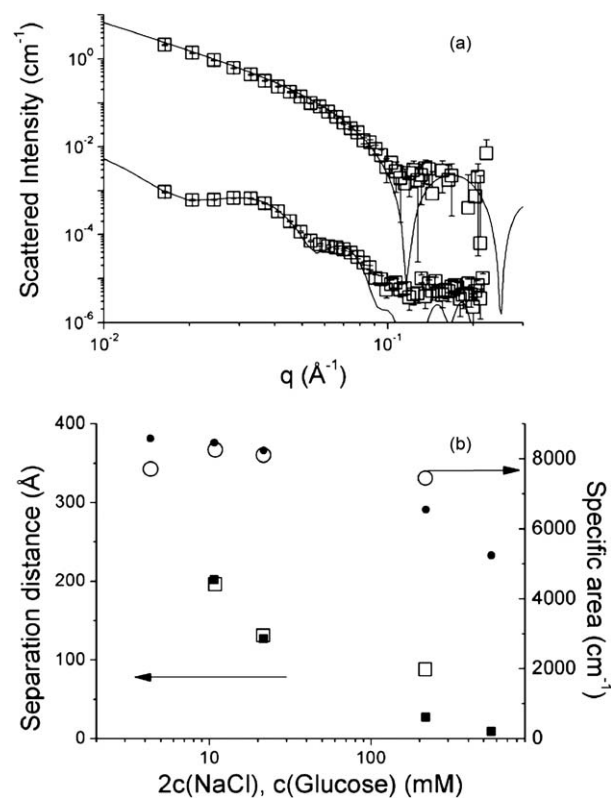 (a)
Scattered Intensity (cm⁻¹)
10⁰
10⁻²
10⁻⁴
10⁻⁶
10⁻² 10⁻¹
q (Å⁻¹)
(b)
Separation distance (Å)
400
300
200
100
0
8000
6000
4000
2000
0
Specific area (cm⁻¹)
10 100
2c(NaCl), c(Glucose) (mM)